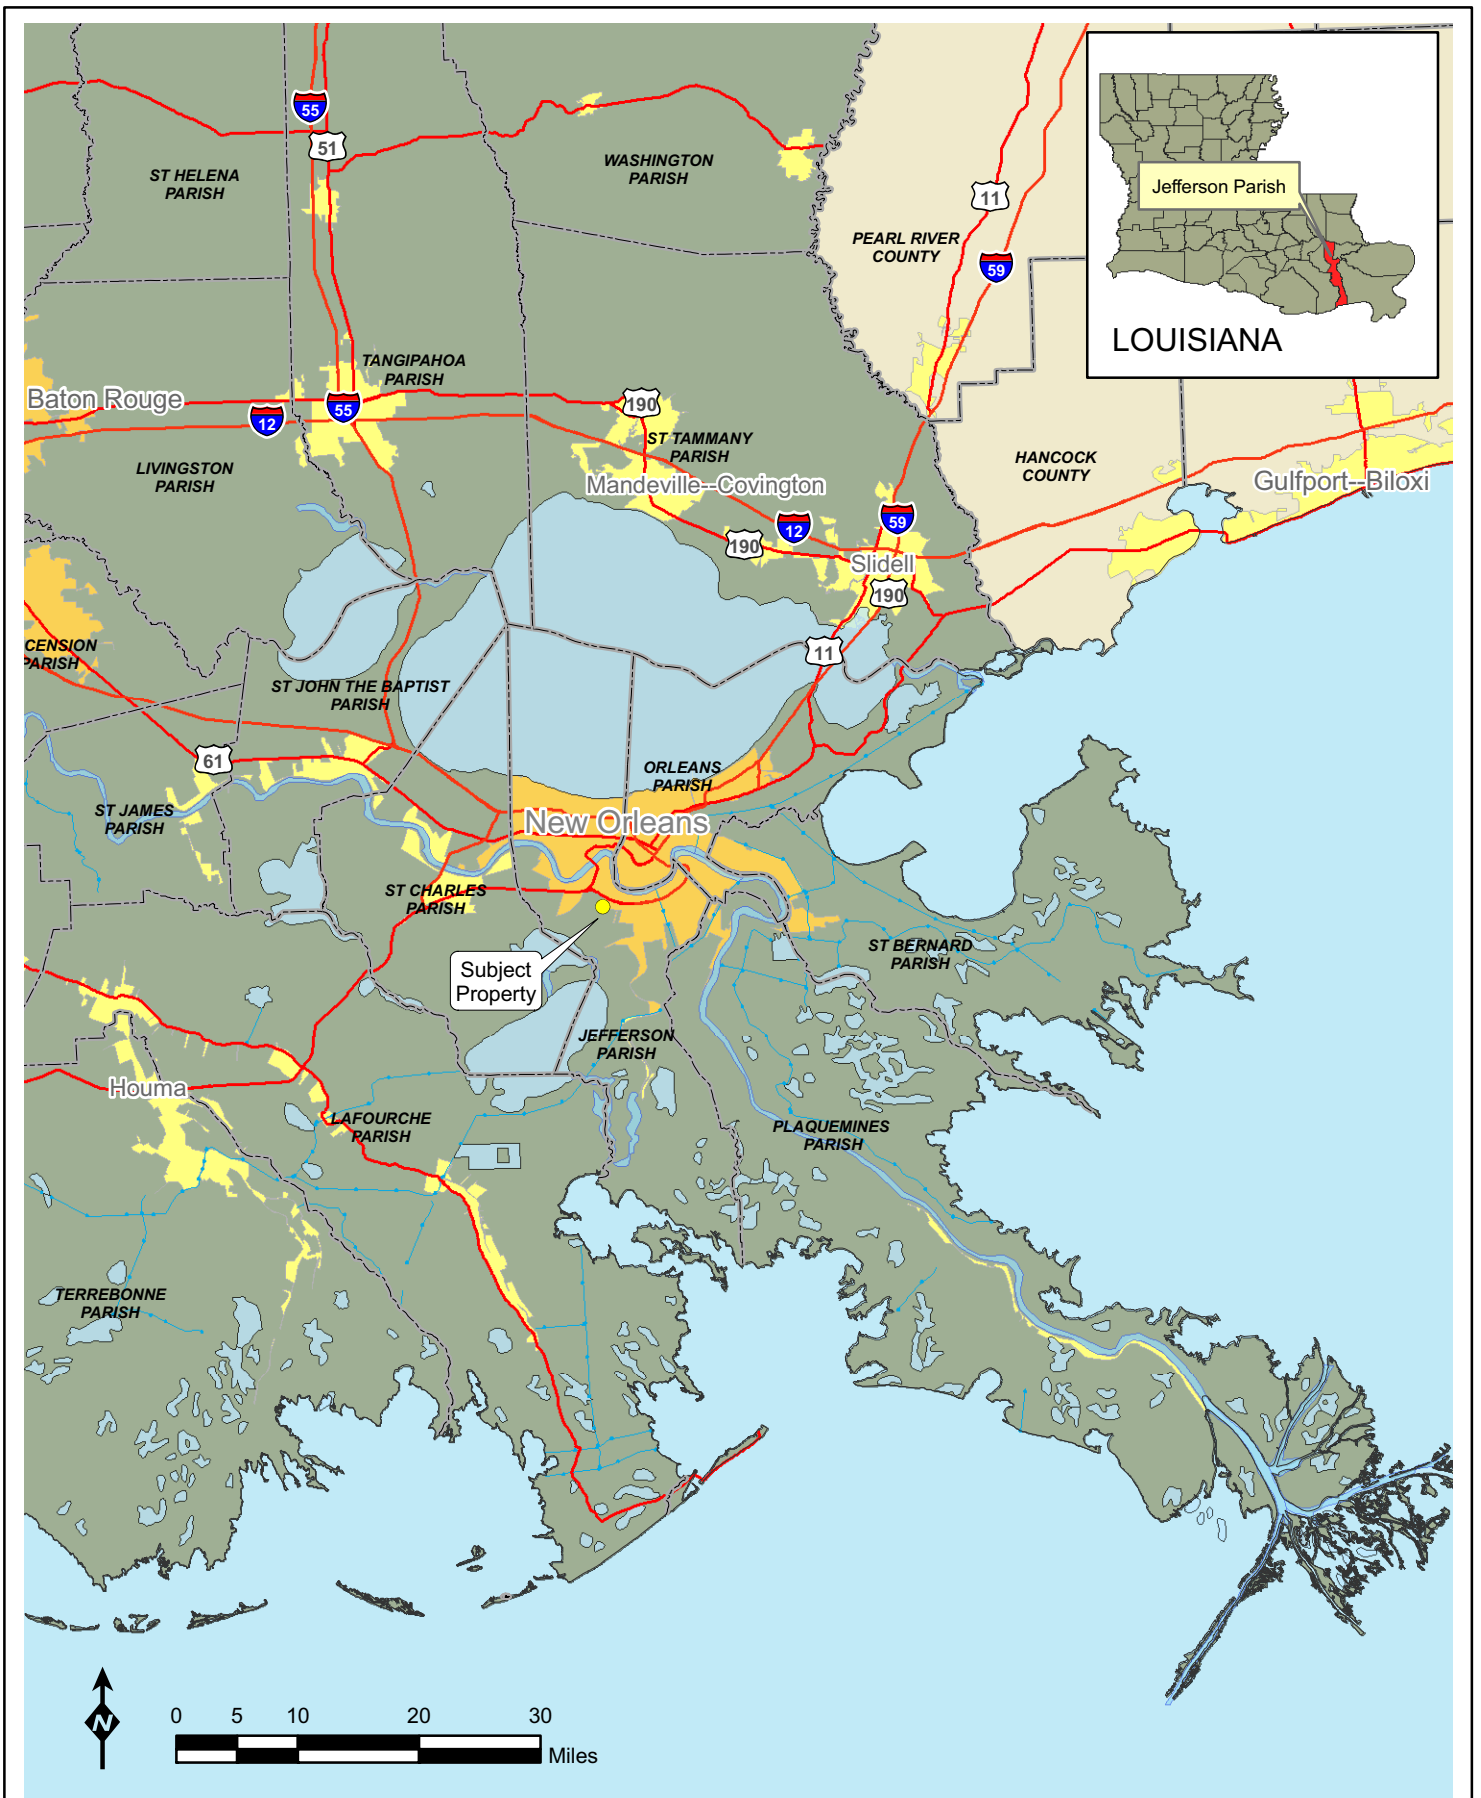 55
51
ST HELENA
PARISH
WASHINGTON
PARISH
11
PEARL RIVER
COUNTY
59
Jefferson Parish
LOUISIANA
TANGIPAHOA
PARISH
Baton Rouge
12
55
190
ST TAMMANY
PARISH
LIVINGSTON
PARISH
HANCOCK
COUNTY
Mandeville--Covington
Gulfport--Biloxi
12
59
190
Slidell
190
CENSION
PARISH
11
ST JOHN THE BAPTIST
PARISH
61
ORLEANS
PARISH
ST JAMES
PARISH
New Orleans
ST CHARLES
PARISH
ST BERNARD
PARISH
Subject
Property
JEFFERSON
PARISH
Houma
LAFOURCHE
PARISH
PLAQUEMINES
PARISH
TERREBONNE
PARISH
N
0 5 10 20 30
Miles